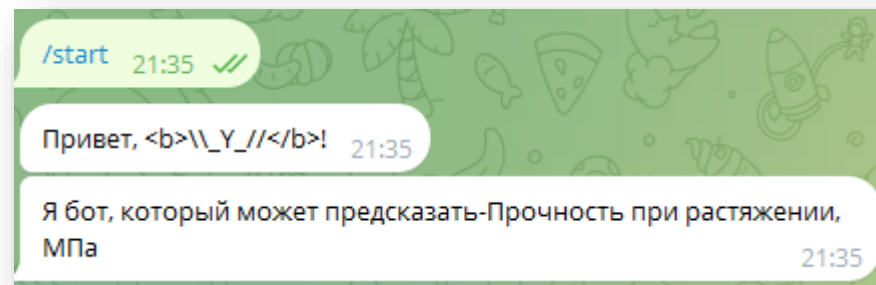 /start 21:35
Привет, <b>\\_Y_//</b>! 21:35
Я бот, который может предсказать-Прочность при растяжении,
МПа 21:35